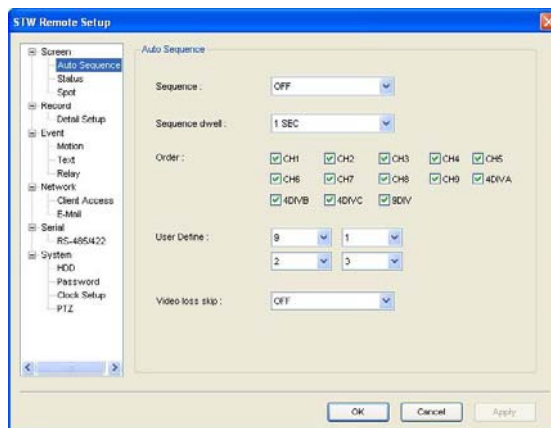 STW Remote Setup
Screen
Auto Sequence
Status
Spot
Record
Detail Setup
Event
Motion
Text
Relay
Network
Client Access
E-Mail
Serial
RS-485/422
System
HDD
Password
Clock Setup
PTZ
Auto Sequence
Sequence : OFF
Sequence dwell : 1 SEC
Order : CH1 CH2 CH3 CH4 CH5
CH6 CH7 CH8 CH9 4DIVA
4DIVB 4DIVC 9DIV
User Define : 9 1
2 3
Video loss skip : OFF
OK Cancel Apply